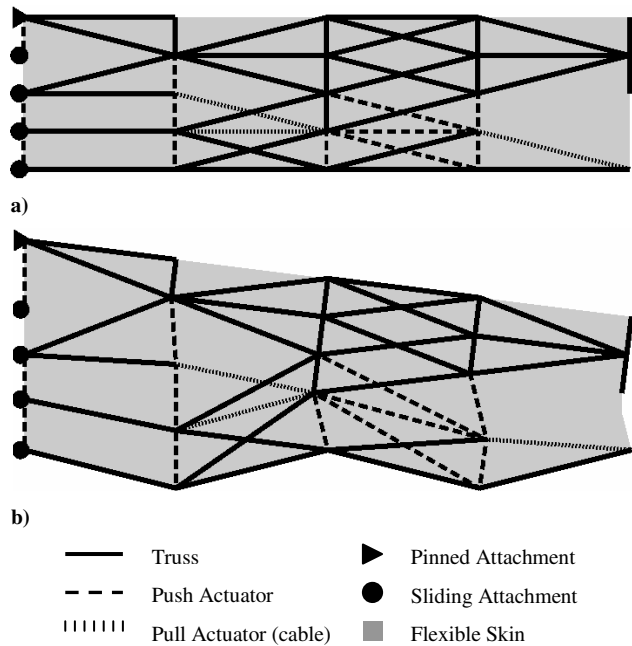 a)
b)
Truss
Pinned Attachment
Push Actuator
Sliding Attachment
Pull Actuator (cable)
Flexible Skin